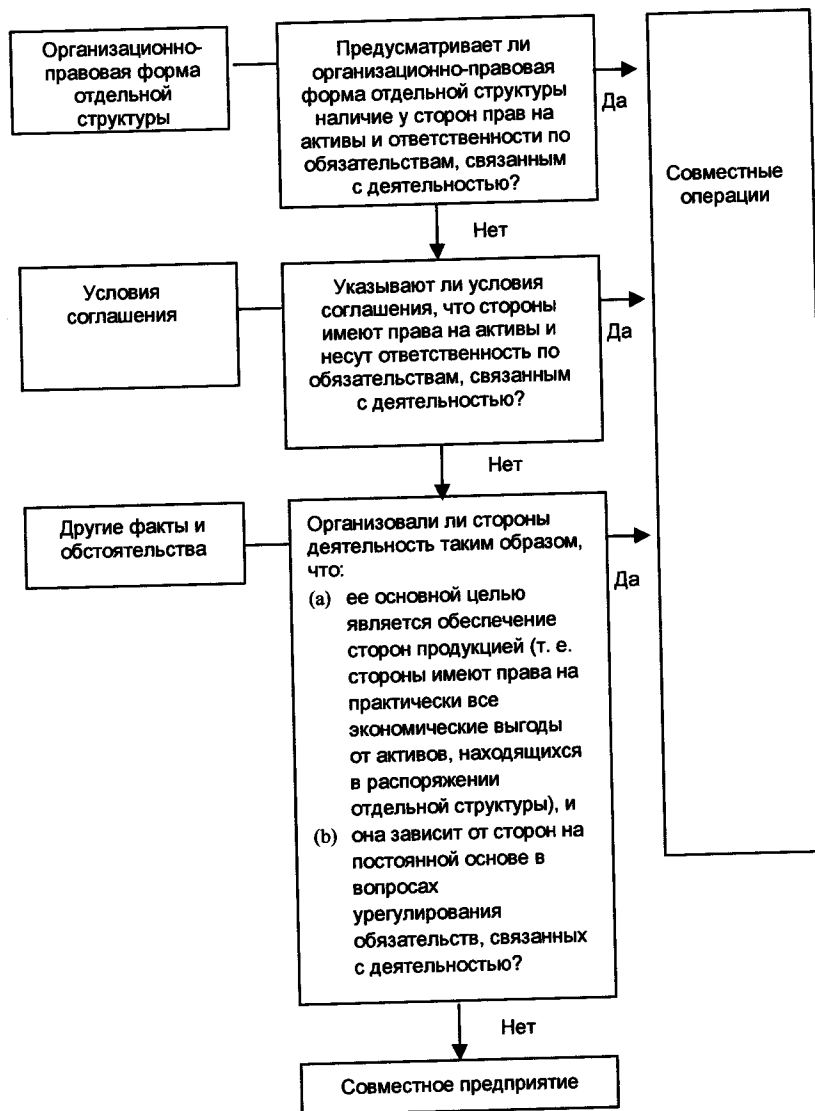 Организационно-
правовая форма
отдельной
структуры
Предусматривает ли
организационно-правовая
форма отдельной структуры
наличие у сторон прав на
активы и ответственности по
обязательствам, связанным
с деятельностью?
Да
Совместные
операции
Нет
Условия
соглашения
Указывают ли условия
соглашения, что стороны
имеют права на активы и
несут ответственность по
обязательствам, связанным
с деятельностью?
Да
Нет
Другие факты и
обстоятельства
Организовали ли стороны
деятельность таким образом,
что:
(a) ее основной целью
является обеспечение
сторон продукцией (т. е.
стороны имеют права на
практически все
экономические выгоды
от активов, находящихся
в распоряжении
отдельной структуры), и
(b) она зависит от сторон на
постоянной основе в
вопросах
урегулирования
обязательств, связанных
с деятельностью?
Да
Нет
Совместное предприятие